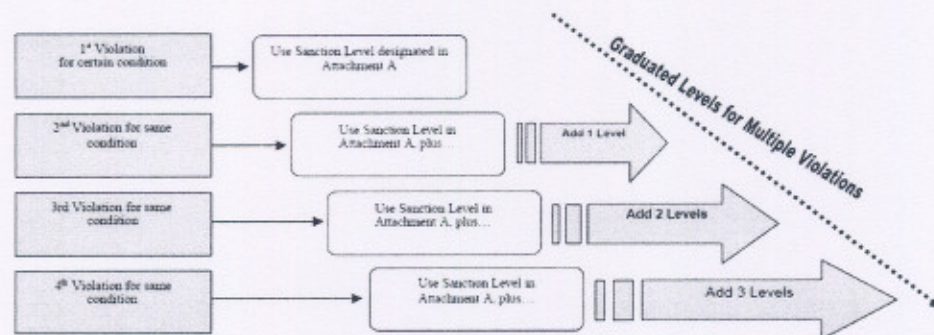 1st Violation
for certain condition
Use Sanction Level designated in
Attachment A
Graduated Levels for Multiple Violations
2nd Violation for same
condition
Use Sanction Level in
Attachment A, plus…
Add 1 Level
3rd Violation for same
condition
Use Sanction Level in
Attachment A, plus…
Add 2 Levels
4th Violation for same
condition
Use Sanction Level in
Attachment A, plus…
Add 3 Levels